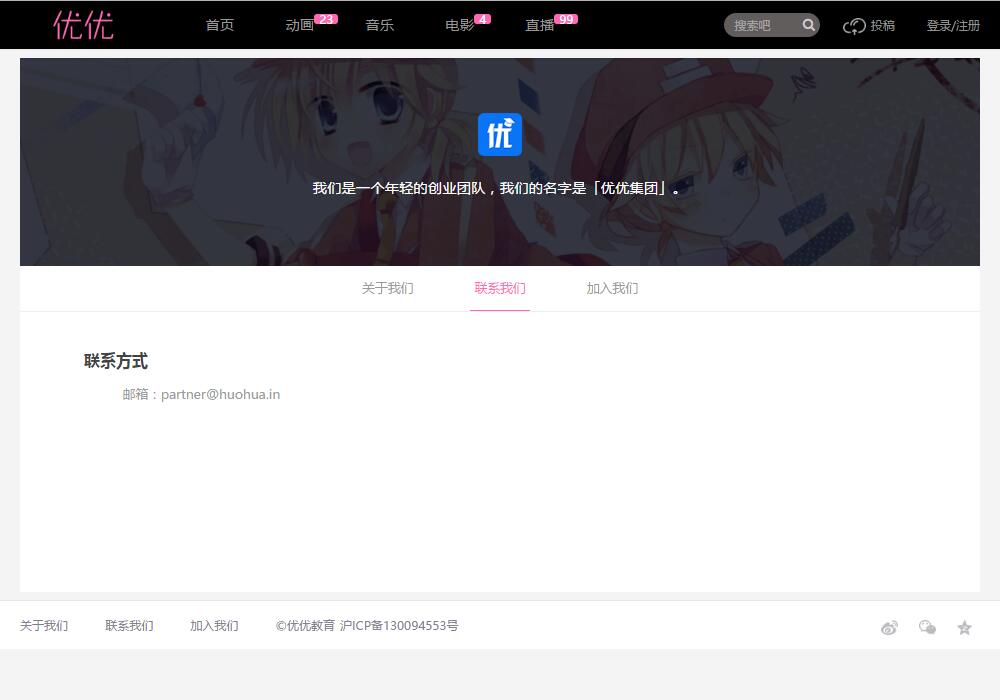 优优 首页 动画 23 音乐 电影 4 直播 99 搜索吧 投稿 登录/注册
优
我们是一个年轻的创业团队，我们的名字是「优优集团」。
关于我们 联系我们 加入我们
联系方式
邮箱：partner@huohua.in
关于我们 联系我们 加入我们 ©优优教育 沪ICP备130094553号